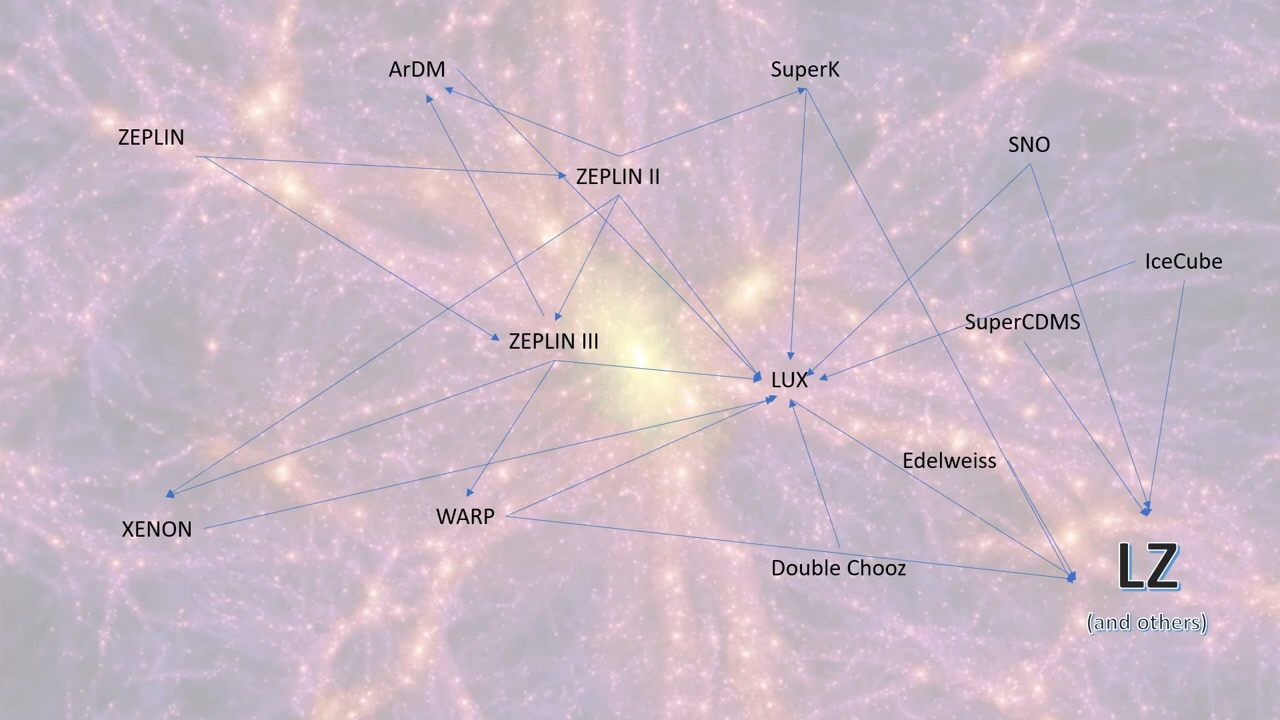 ArDM
SuperK
ZEPLIN
SNO
ZEPLIN II
IceCube
SuperCDMS
ZEPLIN III
LUX
Edelweiss
XENON
WARP
Double Chooz
LZ
(and others)